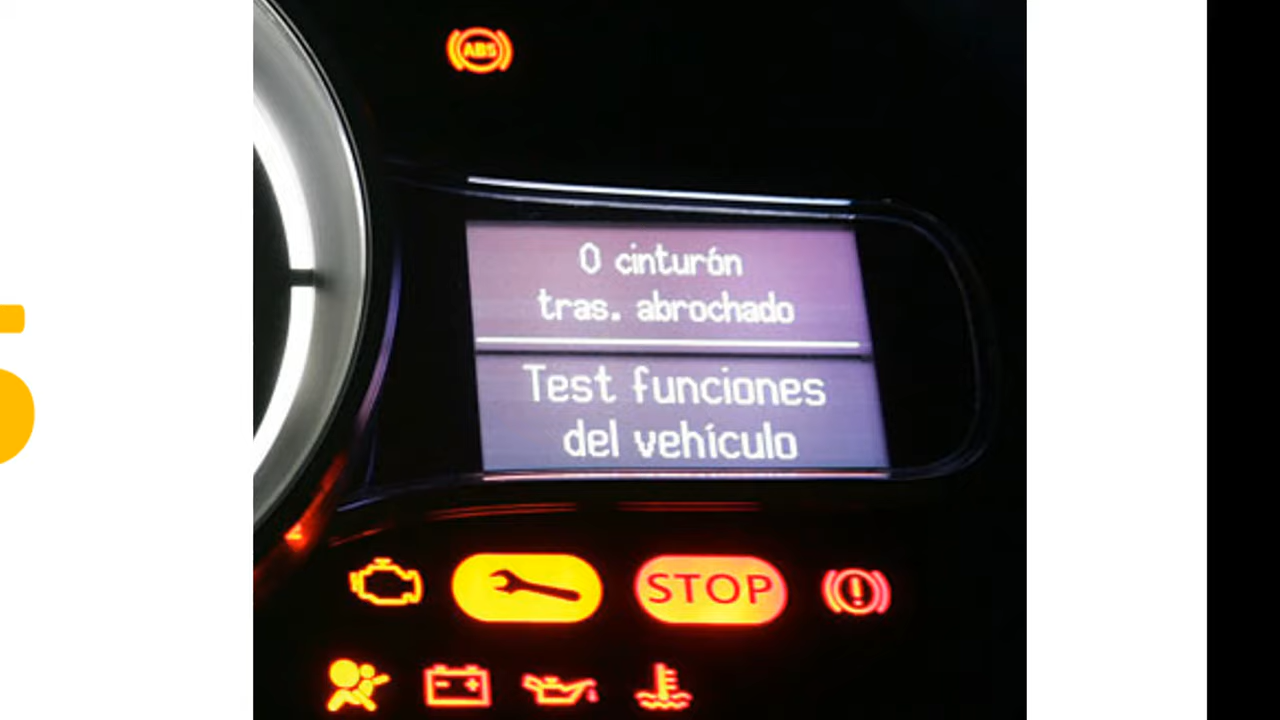 ABS
0 cinturón
tras. abrochado
Test funciones
del vehículo
STOP